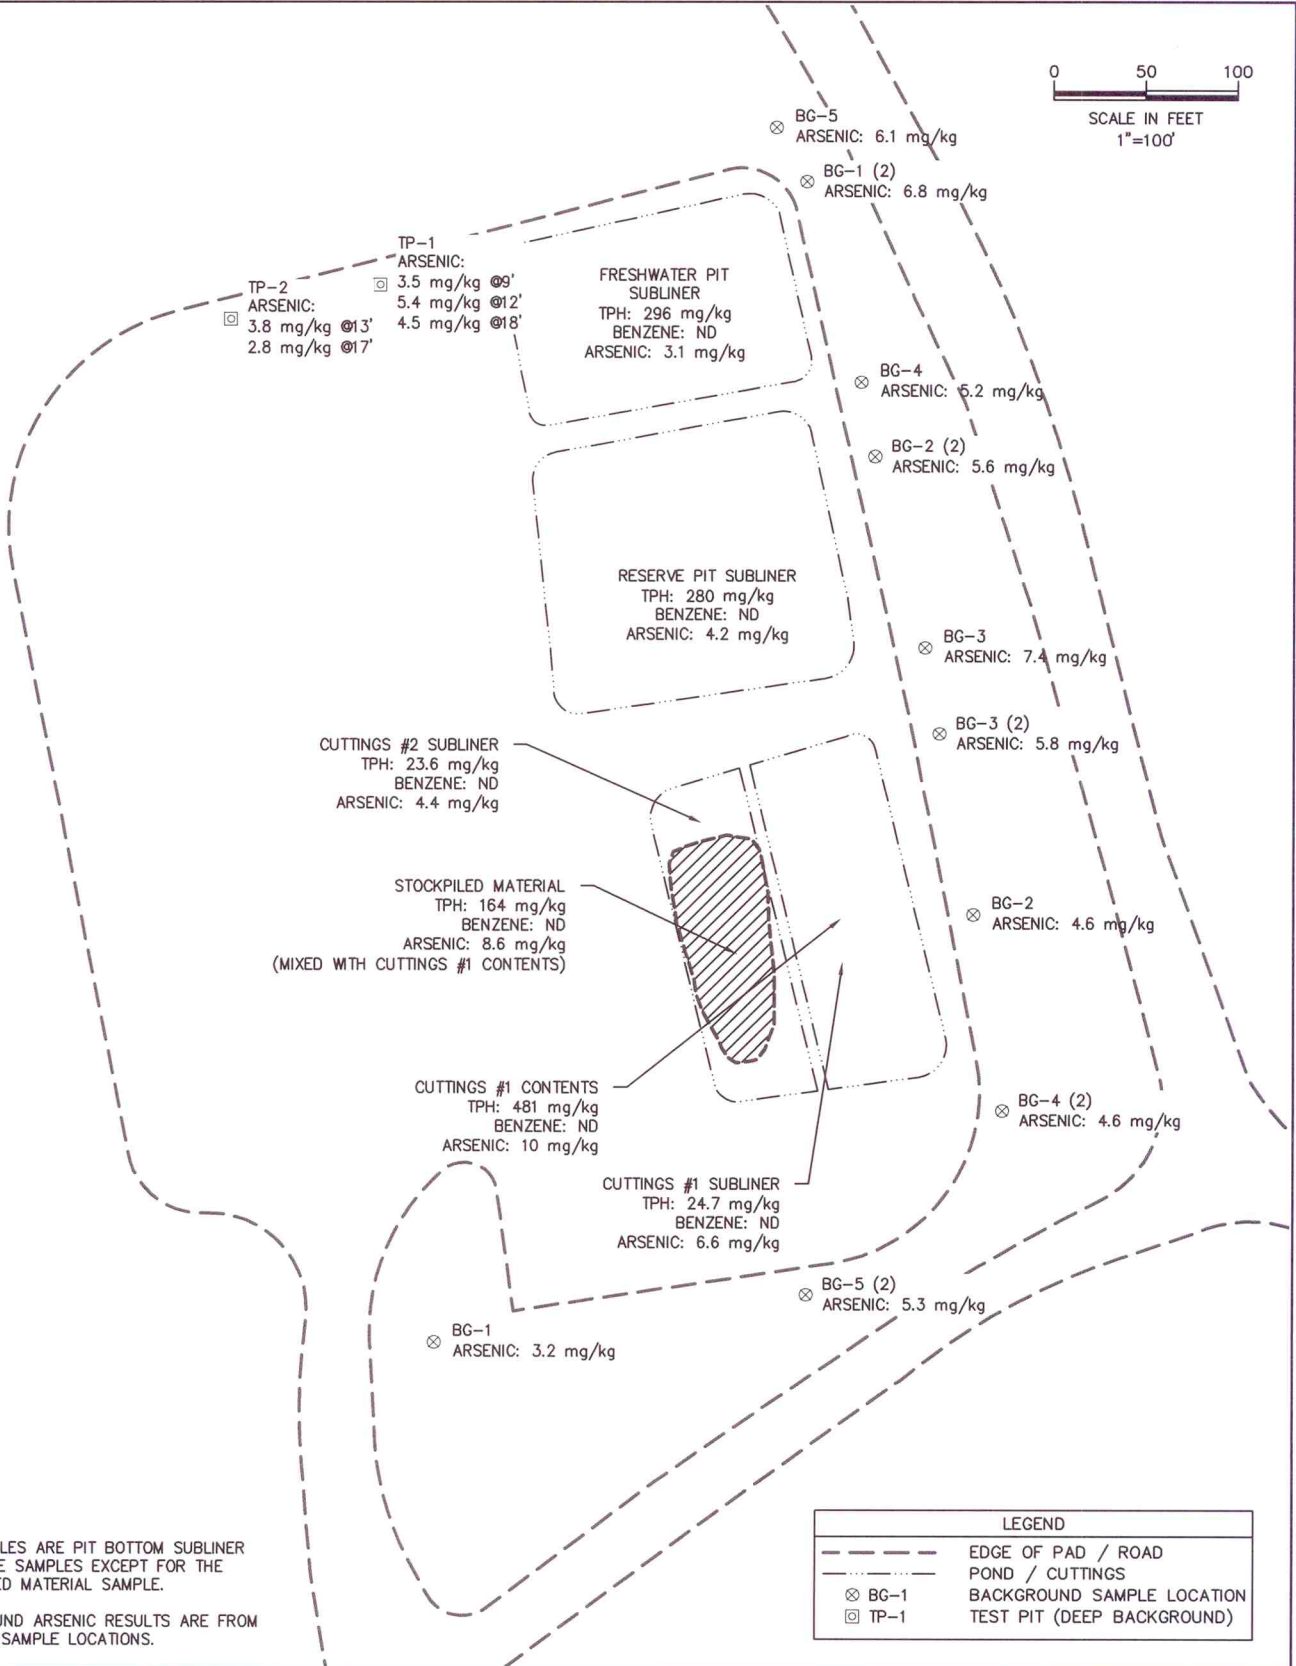 0 50 100
SCALE IN FEET
1"=100'
BG-5
ARSENIC: 6.1 mg/kg
BG-1 (2)
ARSENIC: 6.8 mg/kg
TP-1
ARSENIC:
3.5 mg/kg @9'
5.4 mg/kg @12'
4.5 mg/kg @18'
TP-2
ARSENIC:
3.8 mg/kg @13'
2.8 mg/kg @17'
FRESHWATER PIT
SUBLINER
TPH: 296 mg/kg
BENZENE: ND
ARSENIC: 3.1 mg/kg
BG-4
ARSENIC: 5.2 mg/kg
BG-2 (2)
ARSENIC: 5.6 mg/kg
RESERVE PIT SUBLINER
TPH: 280 mg/kg
BENZENE: ND
ARSENIC: 4.2 mg/kg
BG-3
ARSENIC: 7.4 mg/kg
BG-3 (2)
ARSENIC: 5.8 mg/kg
CUTTINGS #2 SUBLINER
TPH: 23.6 mg/kg
BENZENE: ND
ARSENIC: 4.4 mg/kg
STOCKPILED MATERIAL
TPH: 164 mg/kg
BENZENE: ND
ARSENIC: 8.6 mg/kg
(MIXED WITH CUTTINGS #1 CONTENTS)
BG-2
ARSENIC: 4.6 mg/kg
CUTTINGS #1 CONTENTS
TPH: 481 mg/kg
BENZENE: ND
ARSENIC: 10 mg/kg
BG-4 (2)
ARSENIC: 4.6 mg/kg
CUTTINGS #1 SUBLINER
TPH: 24.7 mg/kg
BENZENE: ND
ARSENIC: 6.6 mg/kg
BG-5 (2)
ARSENIC: 5.3 mg/kg
BG-1
ARSENIC: 3.2 mg/kg
LES ARE PIT BOTTOM SUBLINER
E SAMPLES EXCEPT FOR THE
ED MATERIAL SAMPLE.
UND ARSENIC RESULTS ARE FROM
SAMPLE LOCATIONS.
LEGEND
EDGE OF PAD / ROAD
POND / CUTTINGS
BG-1 BACKGROUND SAMPLE LOCATION
TP-1 TEST PIT (DEEP BACKGROUND)